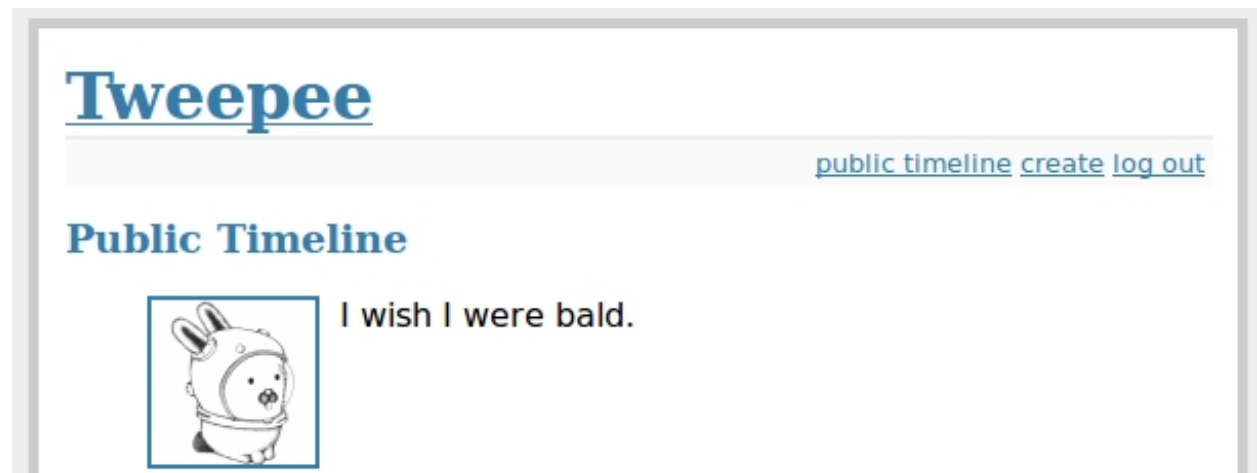 Tweepee
public timeline create log out
Public Timeline
I wish I were bald.